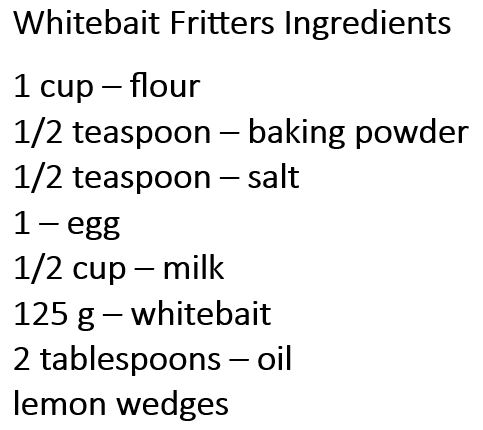 Whitebait Fritters Ingredients
1 cup – flour
1/2 teaspoon – baking powder
1/2 teaspoon – salt
1 – egg
1/2 cup – milk
125 g – whitebait
2 tablespoons – oil
lemon wedges